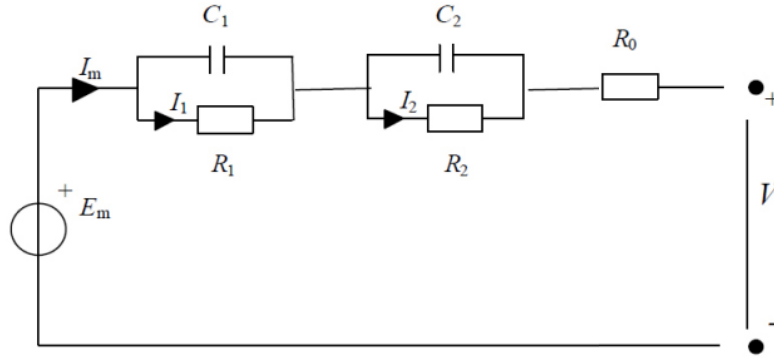 C₁
C₂
R₀
Iₘ
I₁
I₂
+
R₁
R₂
V
+
Eₘ
-